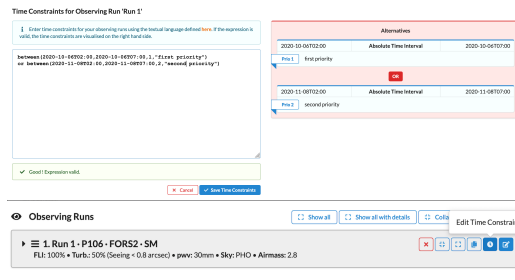 Time Constraints for Observing Run 'Run 1'
Enter time constraints for your observing runs using the textual language defined here. If the expression is
valid, the time constraints are visualised on the right hand side.
between(2020-10-06T02:00,2020-10-06T07:00,1,"first priority")
or between(2020-11-08T02:00,2020-11-08T07:00,2,"second priority")
Good! Expression valid.
Cancel
Save Time Constraints
Alternatives
2020-10-06T02:00 Absolute Time Interval 2020-10-06T07:00
Prio 1 first priority
OR
2020-11-08T02:00 Absolute Time Interval 2020-11-08T07:00
Prio 2 second priority
Observing Runs
Show all
Show all with details
Colla
Edit Time Constrain
1. Run 1 • P106 • FORS2 • SM
FLI: 100% • Turb.: 50% (Seeing < 0.8 arcsec) • pwv: 30mm • Sky: PHO • Airmass: 2.8